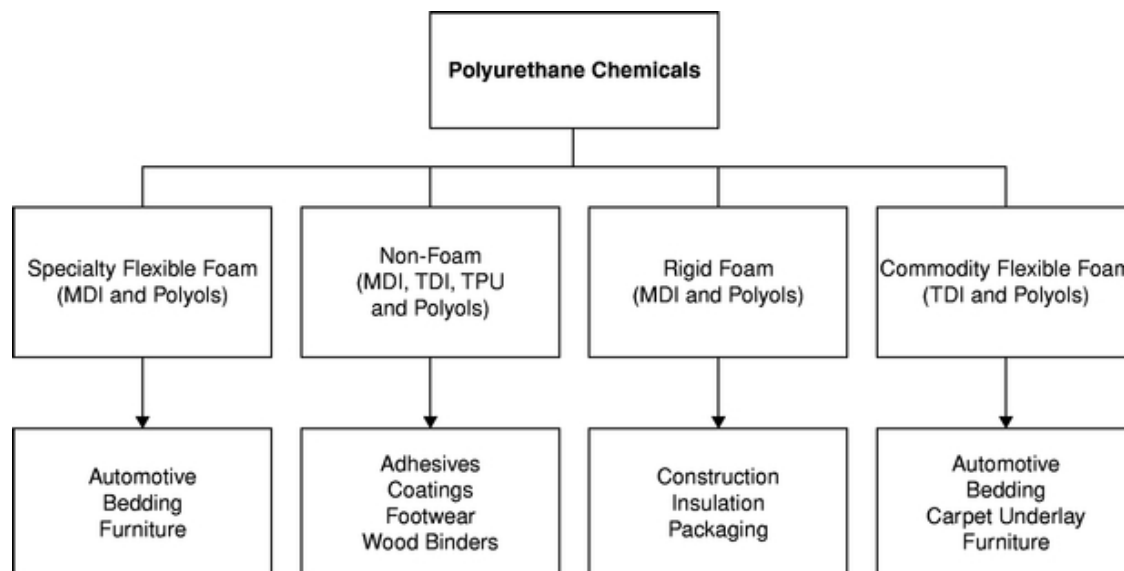 Polyurethane Chemicals
Specialty Flexible Foam
(MDI and Polyols)
Non-Foam
(MDI, TDI, TPU
and Polyols)
Rigid Foam
(MDI and Polyols)
Commodity Flexible Foam
(TDI and Polyols)
Automotive
Bedding
Furniture
Adhesives
Coatings
Footwear
Wood Binders
Construction
Insulation
Packaging
Automotive
Bedding
Carpet Underlay
Furniture